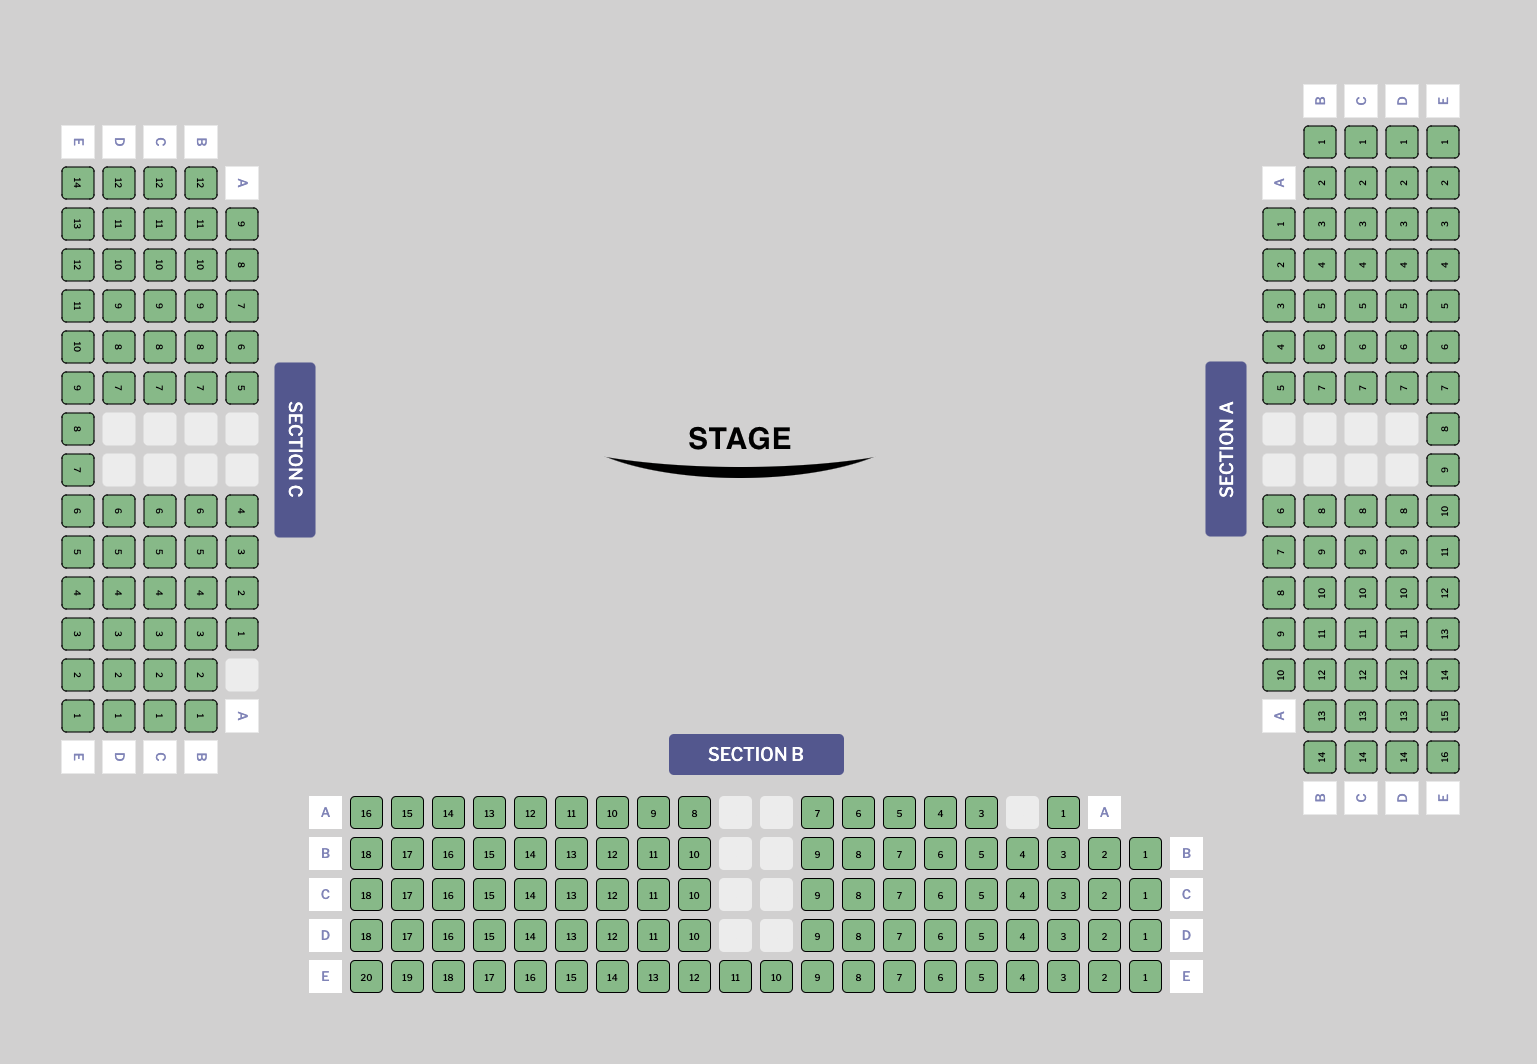 B C D E
1 1 1 1
A 2 2 2 2
1 3 3 3 3
2 4 4 4 4
3 5 5 5 5
4 6 6 6 6
5 7 7 7 7
8
9
6 8 8 8 10
7 9 9 9 11
8 10 10 10 12
9 11 11 11 13
10 12 12 12 14
A 13 13 13 15
14 14 14 16
B C D E
SECTION A
E D C B
14 12 12 12 A
13 11 11 11 9
12 10 10 10 8
11 9 9 9 7
10 8 8 8 6
9 7 7 7 5
8
7
6 6 6 6 4
5 5 5 5 3
4 4 4 4 2
3 3 3 3 1
2 2 2 2
1 1 1 1 A
E D C B
SECTION C
STAGE
SECTION B
A 16 15 14 13 12 11 10 9 8 7 6 5 4 3 1 A
B 18 17 16 15 14 13 12 11 10 9 8 7 6 5 4 3 2 1 B
C 18 17 16 15 14 13 12 11 10 9 8 7 6 5 4 3 2 1 C
D 18 17 16 15 14 13 12 11 10 9 8 7 6 5 4 3 2 1 D
E 20 19 18 17 16 15 14 13 12 11 10 9 8 7 6 5 4 3 2 1 E